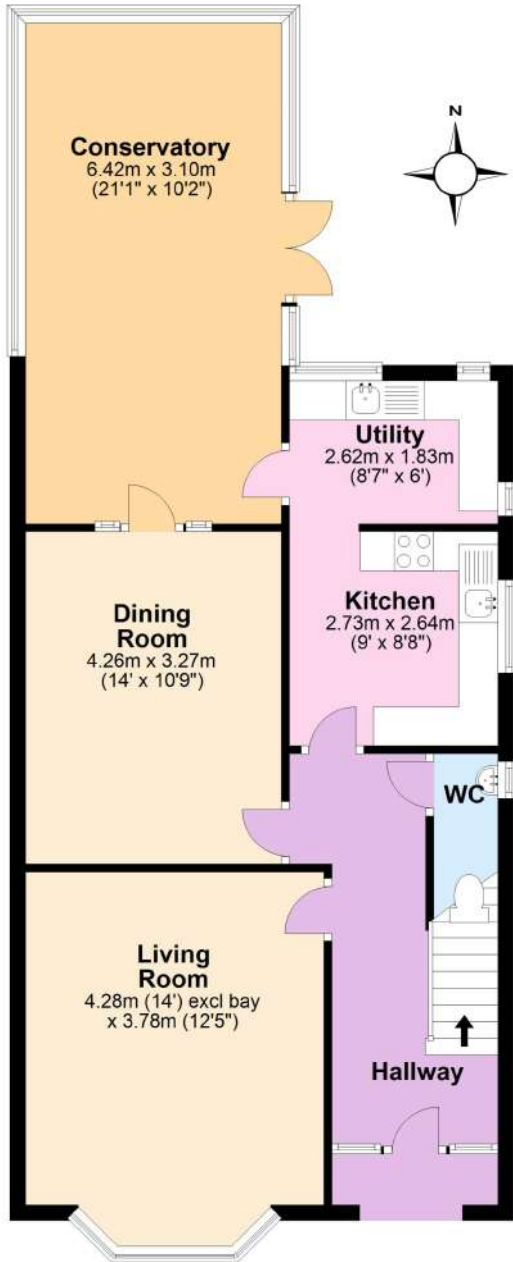 N
Conservatory
6.42m x 3.10m
(21'1" x 10'2")
Utility
2.62m x 1.83m
(8'7" x 6')
Kitchen
2.73m x 2.64m
(9' x 8'8")
Dining
Room
4.26m x 3.27m
(14' x 10'9")
WC
Living
Room
4.28m (14') excl bay
x 3.78m (12'5")
Hallway